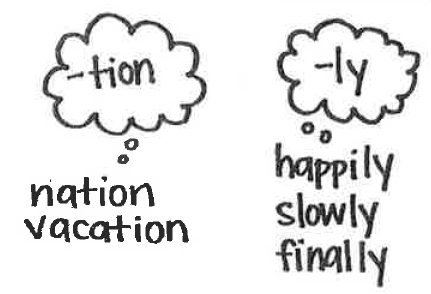 -tion
nation
vacation
-ly
happily
slowly
finally